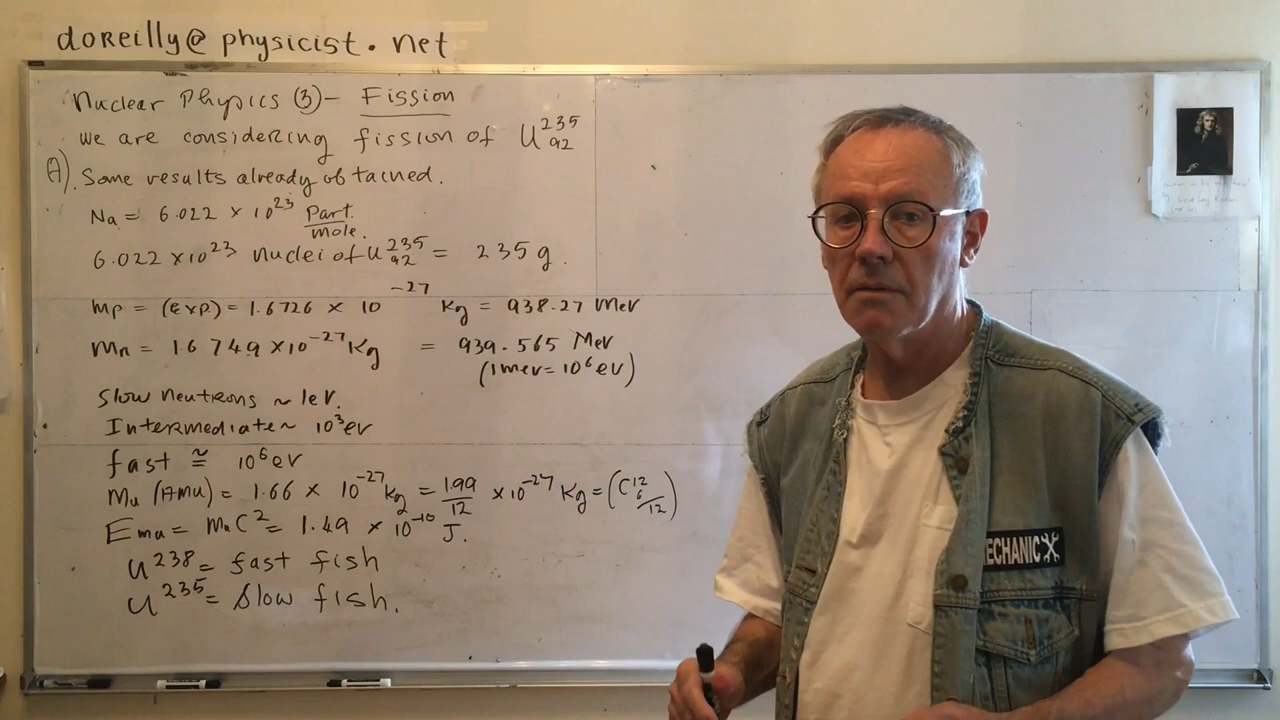 doreilly@physicist.net
Nuclear Physics (3) - Fission
we are considering fission of U 235 92
A). Some results already obtained.
Na = 6.022 × 10^23 Part./mole.
6.022 × 10^23 nuclei of U 235 92 = 235 g.
Mp = (exp) = 1.6726 × 10^-27 Kg = 938.27 Mev
Mn = 1.6749 × 10^-27 Kg = 939.565 Mev
(1mev = 10^6 ev)
Slow neutrons ~ 1eV.
Intermediate ~ 10^3 ev
fast ≅ 10^6 ev
Mu (AMU) = 1.66 × 10^-27 kg = 1.99/12 × 10^-27 Kg = (C 12 6/12)
Emu = MuC^2 = 1.49 × 10^-10 J.
U^238 = fast fish
U^235 = Slow fish.
ECHANIC